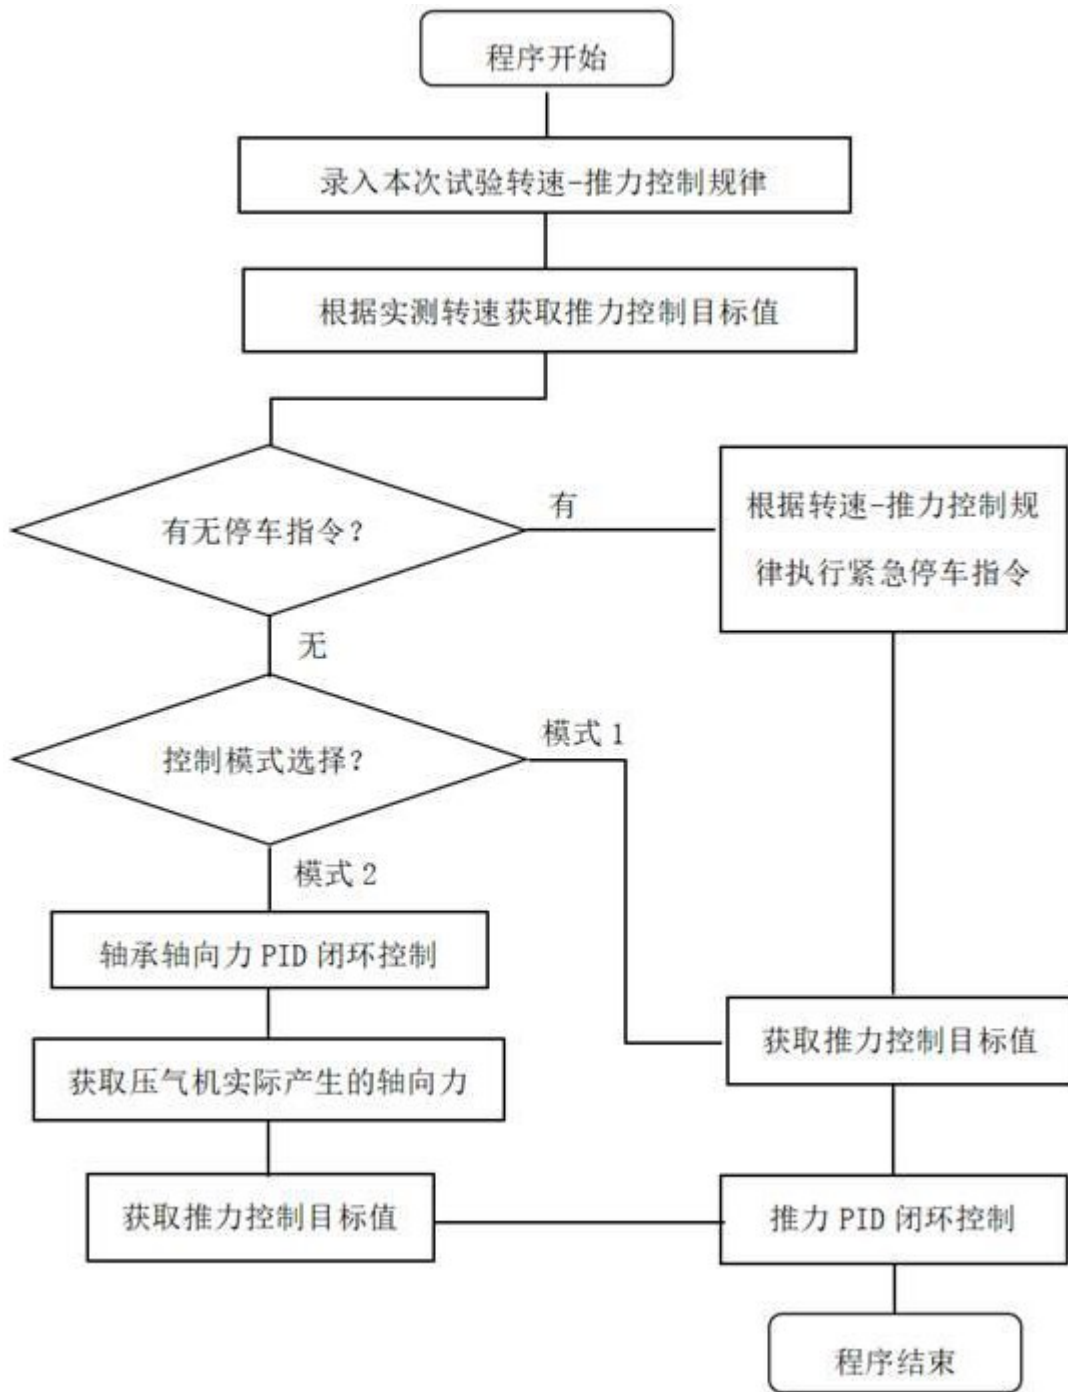 程序开始
录入本次试验转速-推力控制规律
根据实测转速获取推力控制目标值
有无停车指令?
有
根据转速-推力控制规
律执行紧急停车指令
无
控制模式选择?
模式 1
模式 2
轴承轴向力 PID 闭环控制
获取压气机实际产生的轴向力
获取推力控制目标值
获取推力控制目标值
推力 PID 闭环控制
程序结束